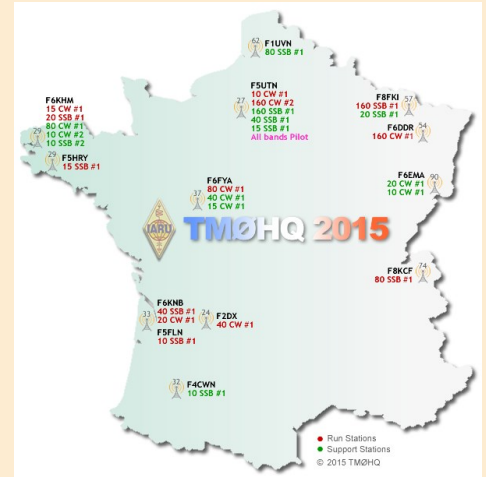 62
F1UVN
80 SSB #1
27
F5UTN
10 CW #1
160 CW #2
160 SSB #1
40 SSB #1
15 SSB #1
All bands Pilot
57
F8FKI
160 SSB #1
20 SSB #1
54
F6DDR
160 CW #1
29
F6KHM
15 CW #1
20 SSB #1
80 CW #1
10 CW #2
10 SSB #2
29
F5HRY
15 SSB #1
90
F6EMA
20 CW #1
10 CW #1
37
F6FYA
80 CW #1
40 CW #1
15 CW #1
IARU
TMØHQ 2015
74
F8KCF
80 SSB #1
33
F6KNB
40 SSB #1
20 CW #1
F5FLN
10 SSB #1
24
F2DX
40 CW #1
32
F4CWN
10 SSB #1
Run Stations
Support Stations
© 2015 TMØHQ